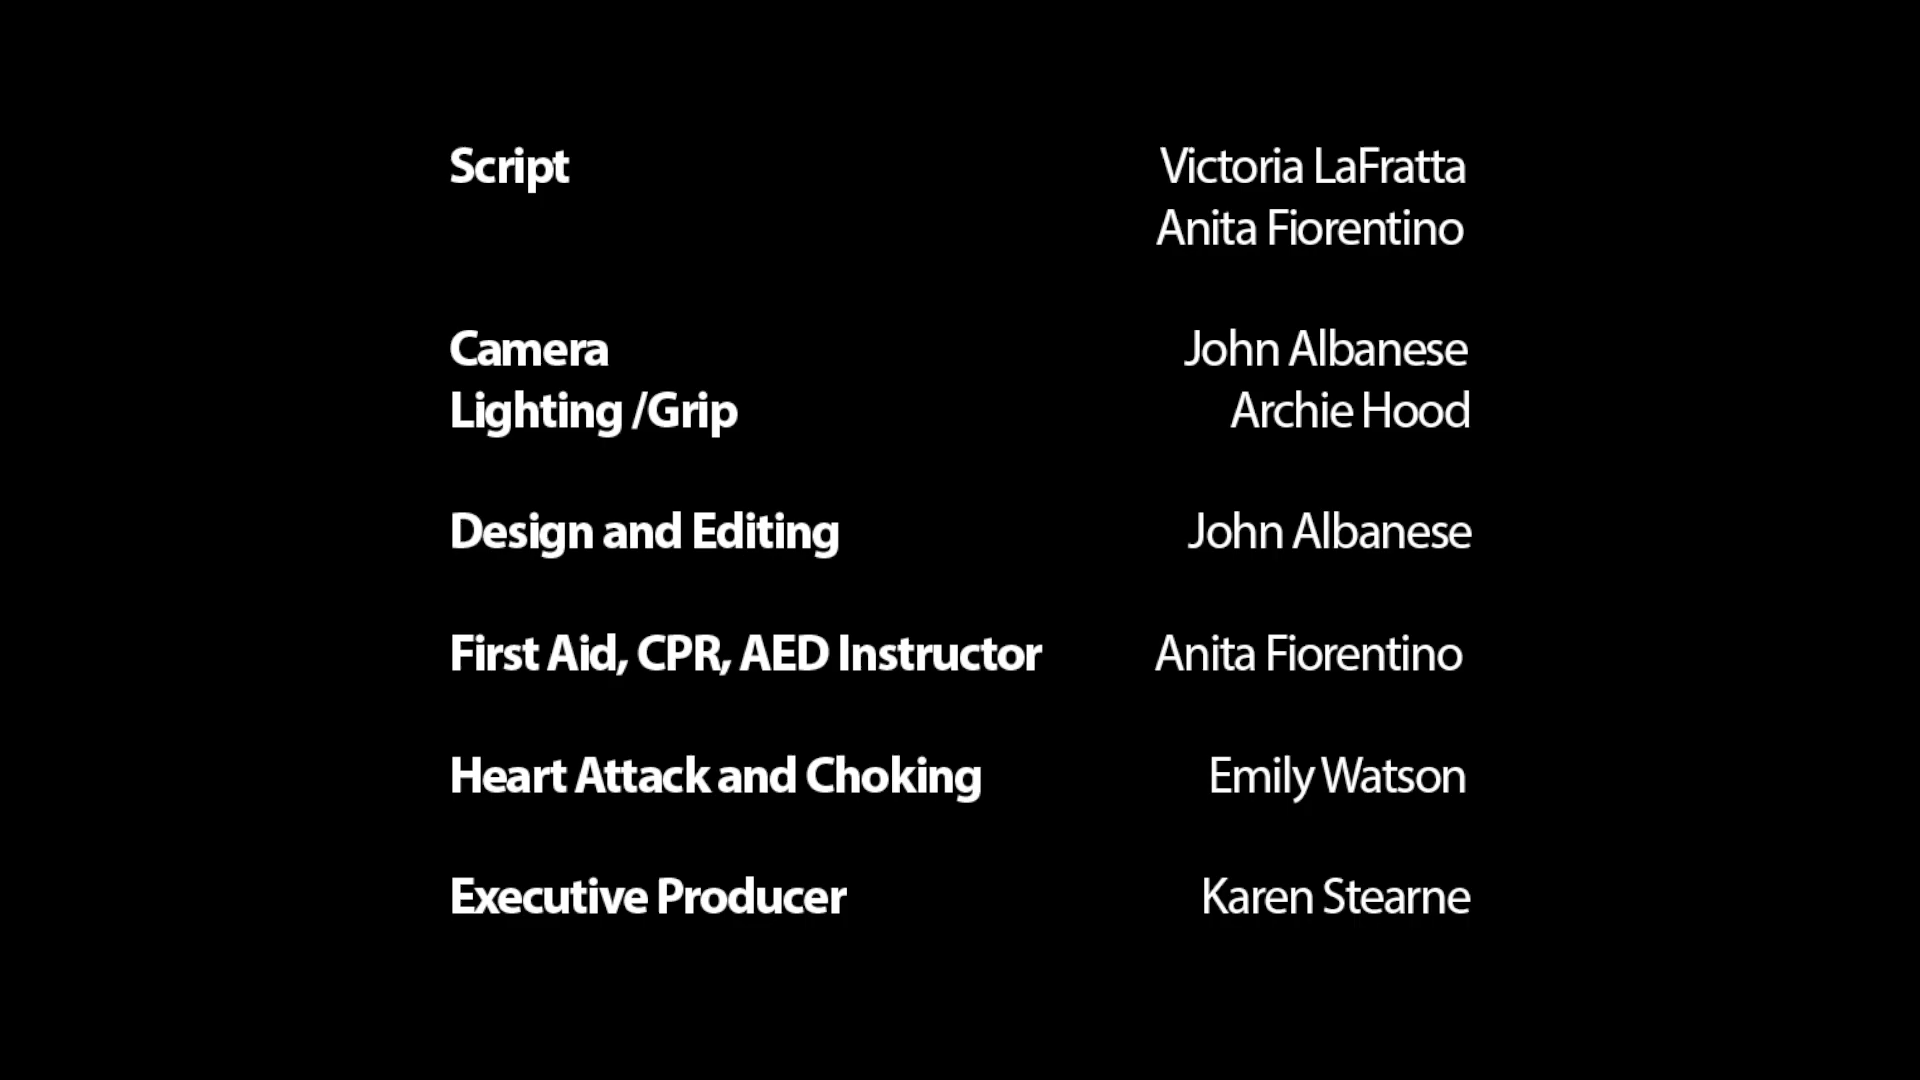 Script Victoria LaFratta
Anita Fiorentino
Camera John Albanese
Lighting /Grip Archie Hood
Design and Editing John Albanese
First Aid, CPR, AED Instructor Anita Fiorentino
Heart Attack and Choking Emily Watson
Executive Producer Karen Stearne